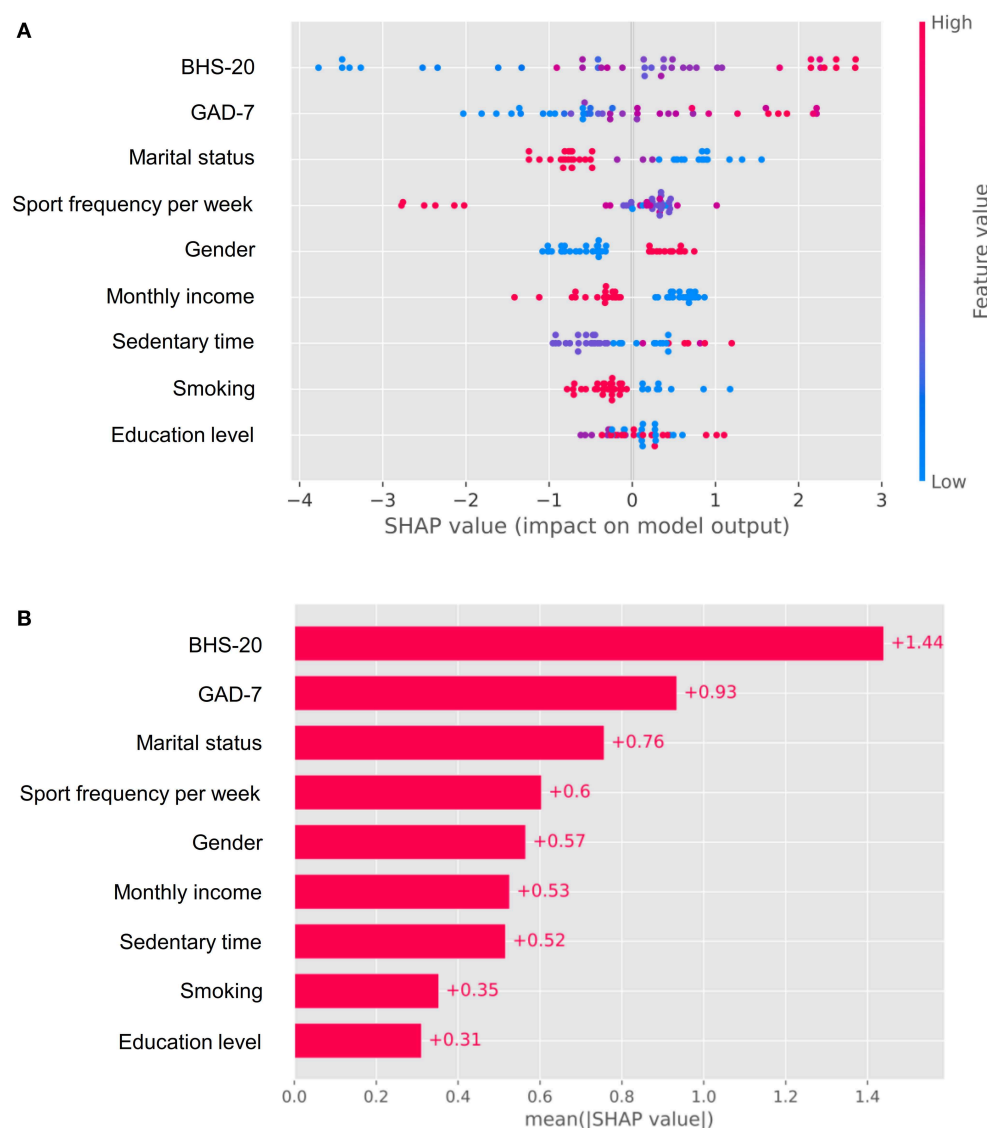 A
High
BHS-20
GAD-7
Marital status
Sport frequency per week
Gender
Monthly income
Sedentary time
Smoking
Education level
Feature value
Low
−4 −3 −2 −1 0 1 2 3
SHAP value (impact on model output)
B
BHS-20 +1.44
GAD-7 +0.93
Marital status +0.76
Sport frequency per week +0.6
Gender +0.57
Monthly income +0.53
Sedentary time +0.52
Smoking +0.35
Education level +0.31
0.0 0.2 0.4 0.6 0.8 1.0 1.2 1.4
mean(|SHAP value|)